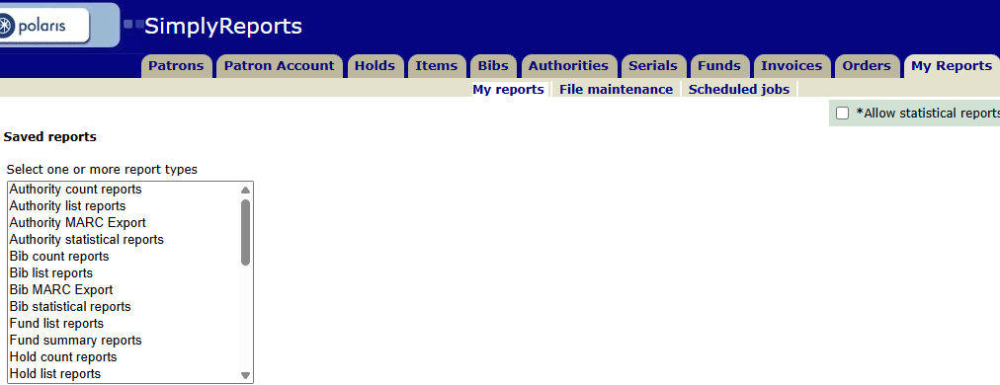 polaris
SimplyReports
Patrons Patron Account Holds Items Bibs Authorities Serials Funds Invoices Orders My Reports
My reports File maintenance Scheduled jobs
*Allow statistical reports
Saved reports
Select one or more report types
Authority count reports
Authority list reports
Authority MARC Export
Authority statistical reports
Bib count reports
Bib list reports
Bib MARC Export
Bib statistical reports
Fund list reports
Fund summary reports
Hold count reports
Hold list reports